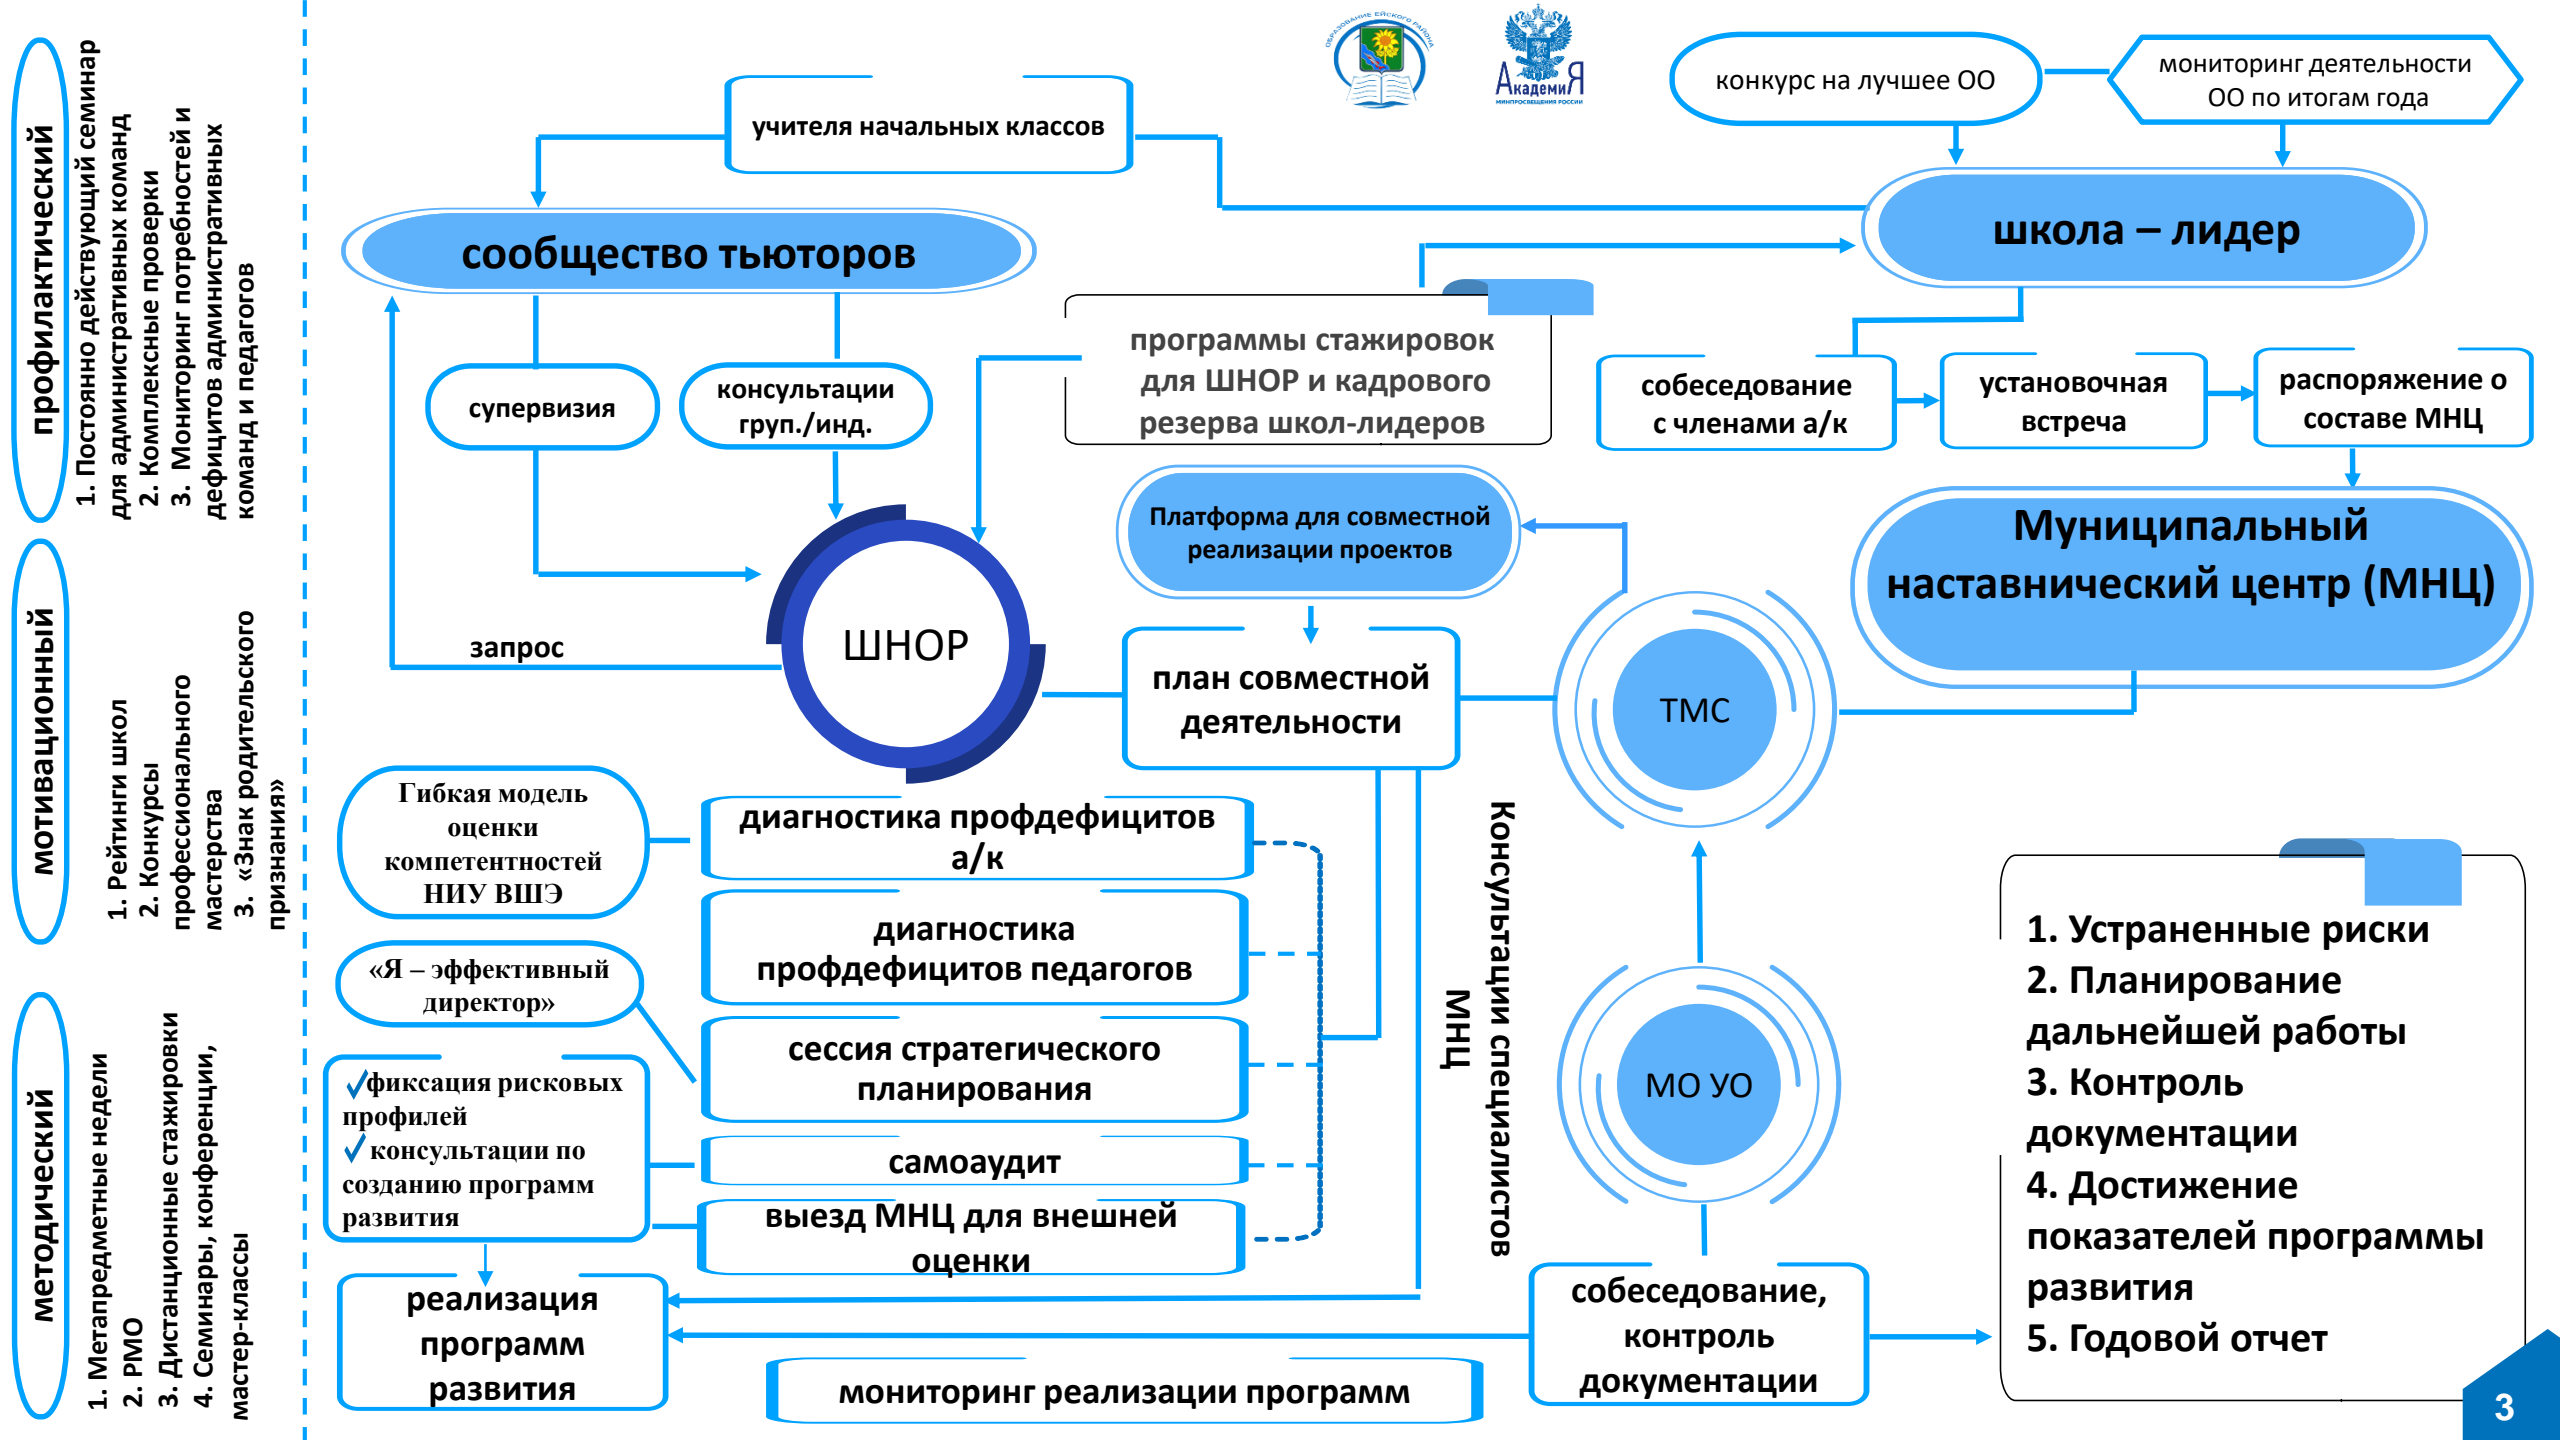 профилактический
1. Постоянно действующий семинар
для административных команд
2. Комплексные проверки
3. Мониторинг потребностей и
дефицитов административных
команд и педагогов
мотивационный
1. Рейтинги школ
2. Конкурсы
профессионального
мастерства
3. «Знак родительского
признания»
методический
1. Метапредметные недели
2. РМО
3. Дистанционные стажировки
4. Семинары, конференции,
мастер-классы
ОБРАЗОВАНИЕ ЕЙСКОГО РАЙОНА
АкадемиЯ
МИНПРОСВЕЩЕНИЯ РОССИИ
конкурс на лучшее ОО
мониторинг деятельности
ОО по итогам года
учителя начальных классов
сообщество тьюторов
школа – лидер
супервизия
консультации
груп./инд.
программы стажировок
для ШНОР и кадрового
резерва школ-лидеров
собеседование
с членами а/к
установочная
встреча
распоряжение о
составе МНЦ
Платформа для совместной
реализации проектов
Муниципальный
наставнический центр (МНЦ)
запрос
ШНОР
план совместной
деятельности
ТМС
Гибкая модель
оценки
компетентностей
НИУ ВШЭ
диагностика профдефицитов
а/к
диагностика
профдефицитов педагогов
«Я – эффективный
директор»
сессия стратегического
планирования
фиксация рисковых
профилей
консультации по
созданию программ
развития
самоаудит
выезд МНЦ для внешней
оценки
Консультации специалистов
МНЦ
МО УО
реализация
программ
развития
собеседование,
контроль
документации
мониторинг реализации программ
1. Устраненные риски
2. Планирование
дальнейшей работы
3. Контроль
документации
4. Достижение
показателей программы
развития
5. Годовой отчет
3